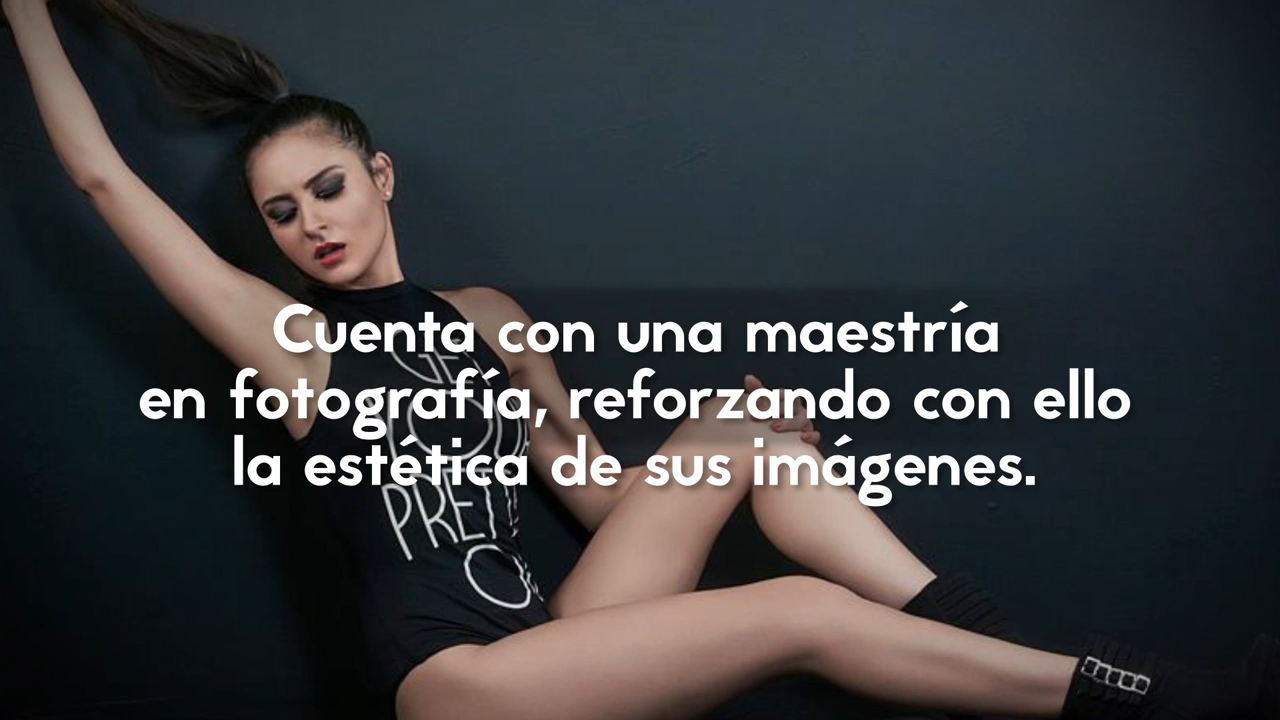 Cuenta con una maestría
en fotografía, reforzando con ello
la estética de sus imágenes.